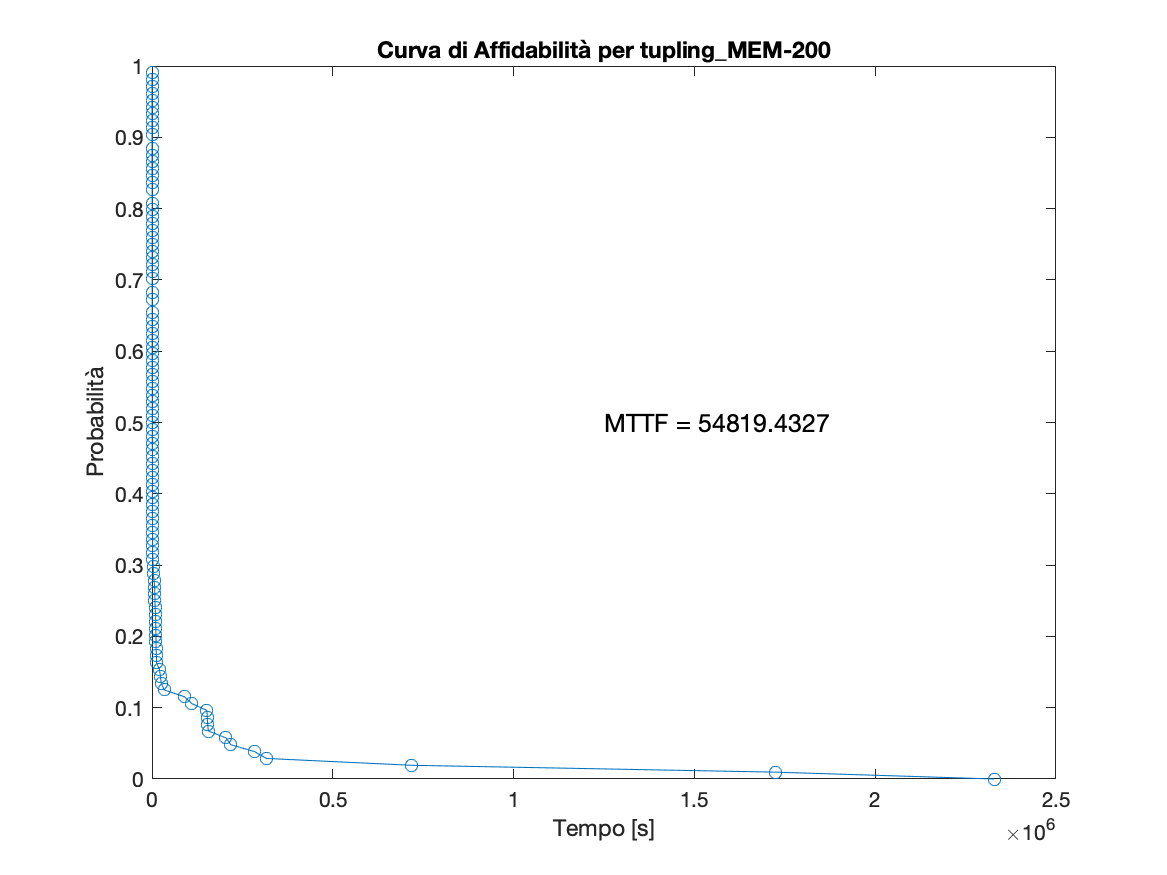 Curva di Affidabilità per tupling_MEM-200
1
0.9
0.8
0.7
0.6
0.5
0.4
0.3
0.2
0.1
0
Probabilità
MTTF = 54819.4327
0 0.5 1 1.5 2 2.5
Tempo [s]
×10⁶